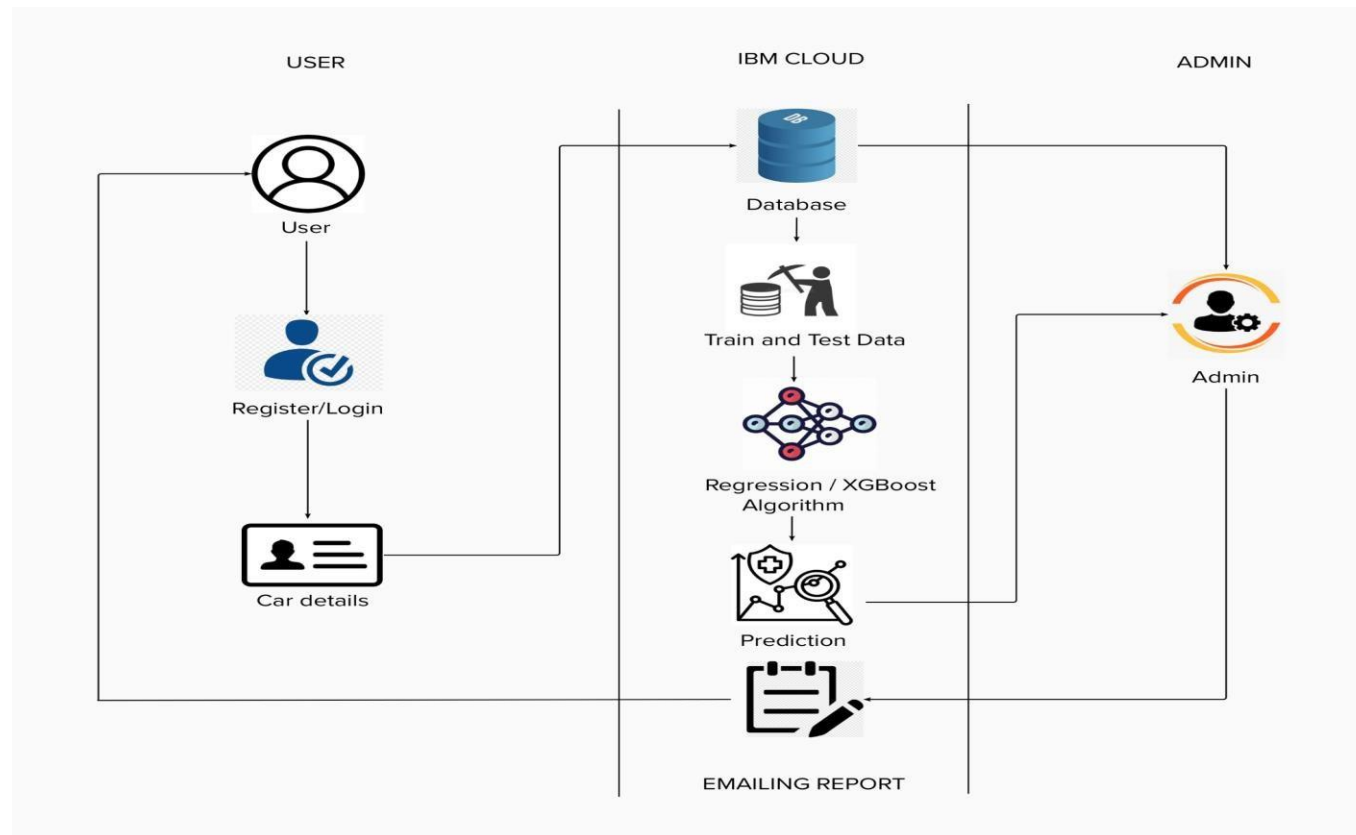 USER
IBM CLOUD
ADMIN
User
Register/Login
Car details
DB
Database
Train and Test Data
Regression / XGBoost
Algorithm
Prediction
EMAILING REPORT
Admin